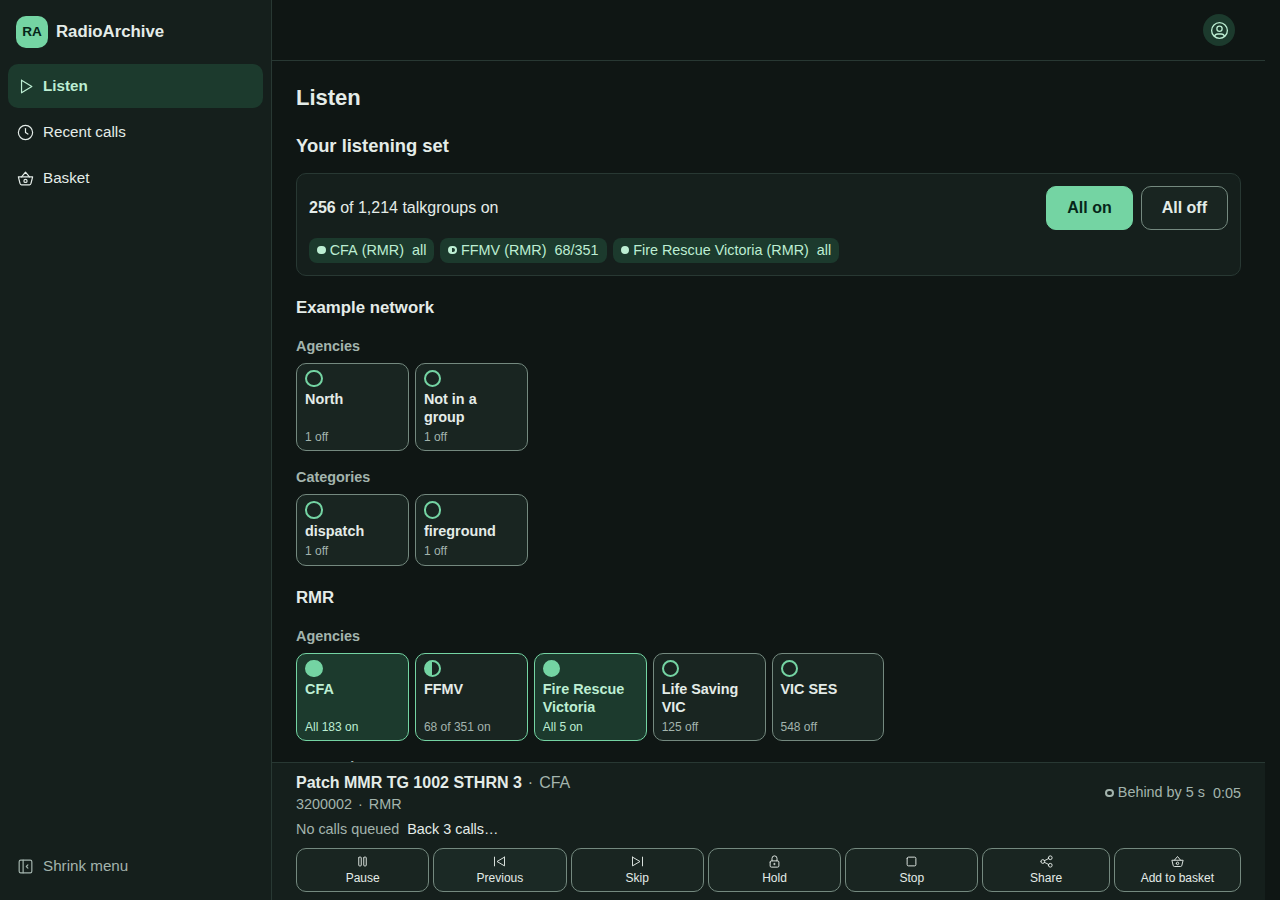 RA RadioArchive
Listen
Recent calls
Basket
Shrink menu
Listen
Your listening set
256 of 1,214 talkgroups on
All on
All off
CFA (RMR) all
FFMV (RMR) 68/351
Fire Rescue Victoria (RMR) all
Example network
Agencies
North
1 off
Not in a
group
1 off
Categories
dispatch
1 off
fireground
1 off
RMR
Agencies
CFA
All 183 on
FFMV
68 of 351 on
Fire Rescue
Victoria
All 5 on
Life Saving
VIC
125 off
VIC SES
548 off
Patch MMR TG 1002 STHRN 3 · CFA
3200002 · RMR
Behind by 5 s 0:05
No calls queued Back 3 calls…
Pause
Previous
Skip
Hold
Stop
Share
Add to basket